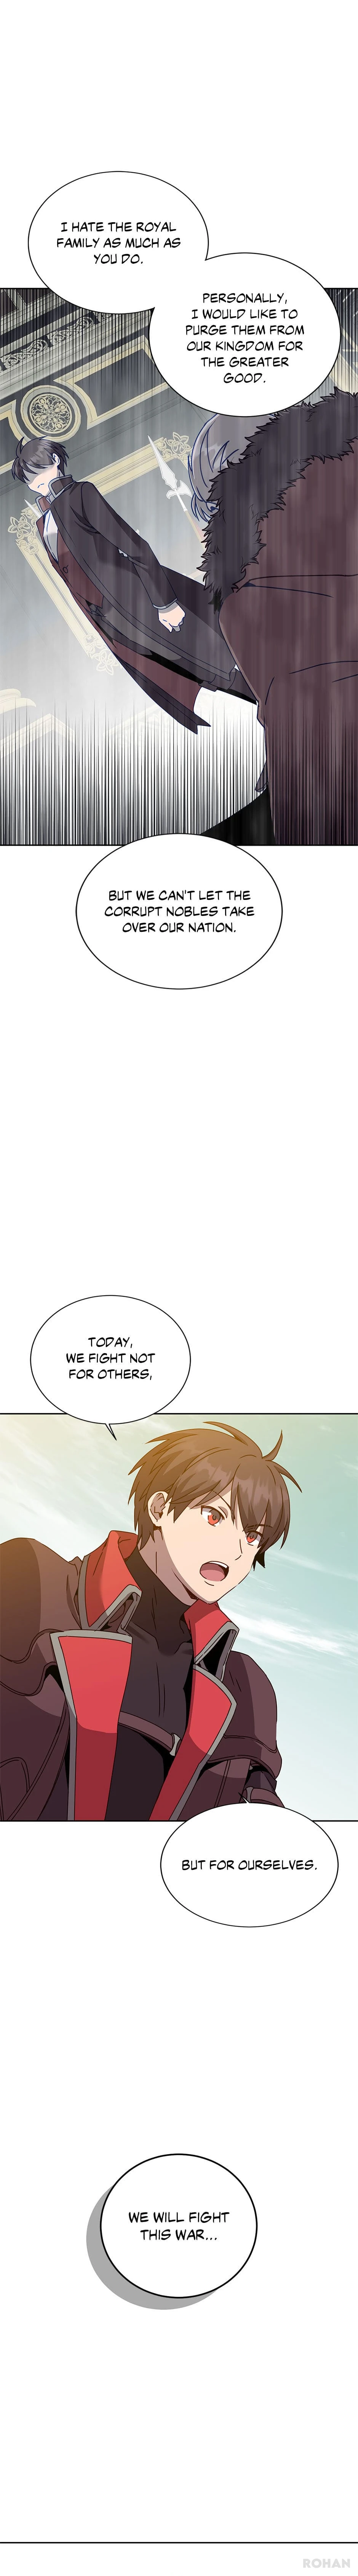 I HATE THE ROYAL
FAMILY AS MUCH AS
YOU DO.
PERSONALLY,
I WOULD LIKE TO
PURGE THEM FROM
OUR KINGDOM FOR
THE GREATER
GOOD.
BUT WE CAN'T LET THE
CORRUPT NOBLES TAKE
OVER OUR NATION.
TODAY,
WE FIGHT NOT
FOR OTHERS,
BUT FOR OURSELVES.
WE WILL FIGHT
THIS WAR...
ROHAN